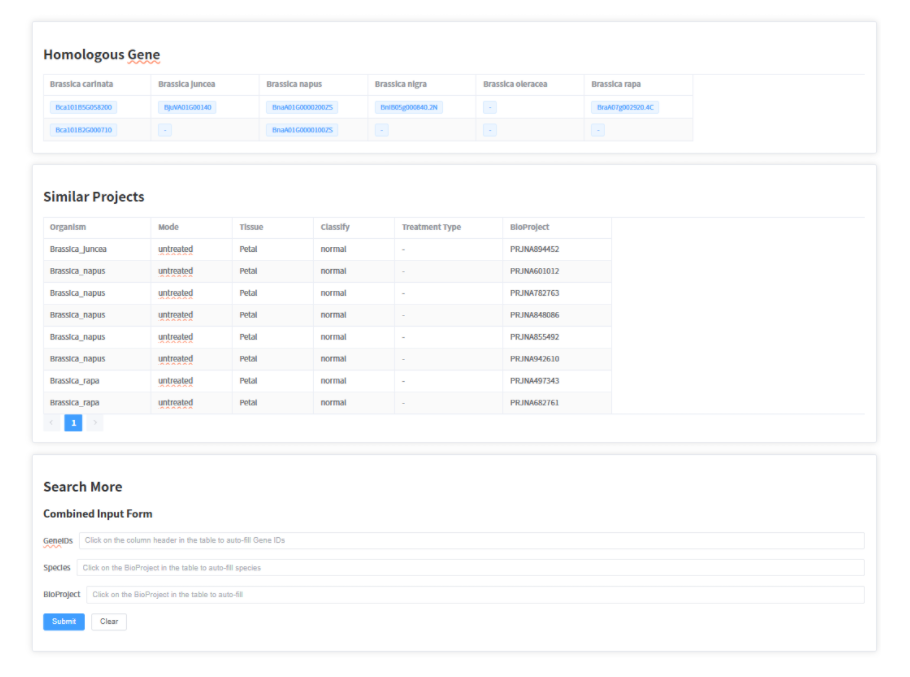 Homologous Gene
Brassica carinata Brassica juncea Brassica napus Brassica nigra Brassica oleracea Brassica rapa
Bca101B5G058200 BjuVA03G08140 BnaA01G0000200ZS BniB05g000840.2N - BnaA07g002920.4C
Bca101B2G000710 - BnaA01G0000100ZS - - -
Similar Projects
Organism Mode Tissue Classify Treatment Type BioProject
Brassica_juncea untreated Petal normal - PRJNA894452
Brassica_napus untreated Petal normal - PRJNA601012
Brassica_napus untreated Petal normal - PRJNA782763
Brassica_napus untreated Petal normal - PRJNA848086
Brassica_napus untreated Petal normal - PRJNA855492
Brassica_napus untreated Petal normal - PRJNA942610
Brassica_rapa untreated Petal normal - PRJNA497343
Brassica_rapa untreated Petal normal - PRJNA682761
< 1 >
Search More
Combined Input Form
GeneIDs Click on the column header in the table to auto-fill Gene IDs
Species Click on the BioProject in the table to auto-fill species
BioProject Click on the BioProject in the table to auto-fill
Submit Clear